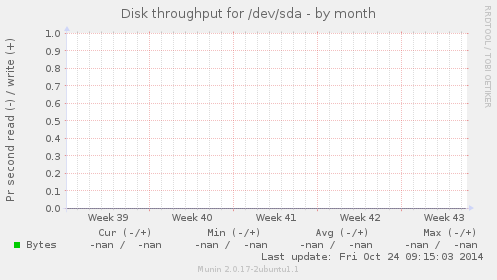 Disk throughput for /dev/sda - by month
RRDTOOL / TOBI OETIKER
Pr second read (-) / write (+)
1.0
0.9
0.8
0.7
0.6
0.5
0.4
0.3
0.2
0.1
0.0
Week 39 Week 40 Week 41 Week 42 Week 43
Cur (-/+) Min (-/+) Avg (-/+) Max (-/+)
Bytes -nan / -nan -nan / -nan -nan / -nan -nan / -nan
Last update: Fri Oct 24 09:15:03 2014
Munin 2.0.17-2ubuntu1.1